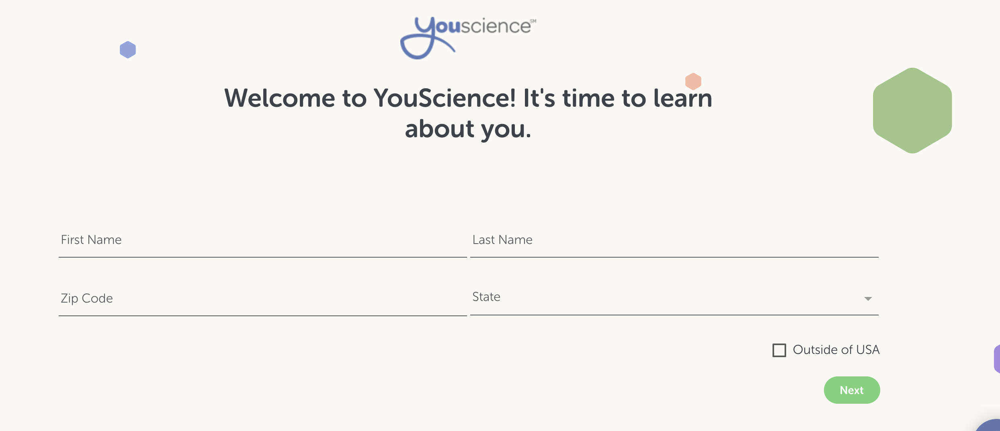 youscience℠
Welcome to YouScience! It's time to learn
about you.
First Name
Last Name
Zip Code
State
Outside of USA
Next